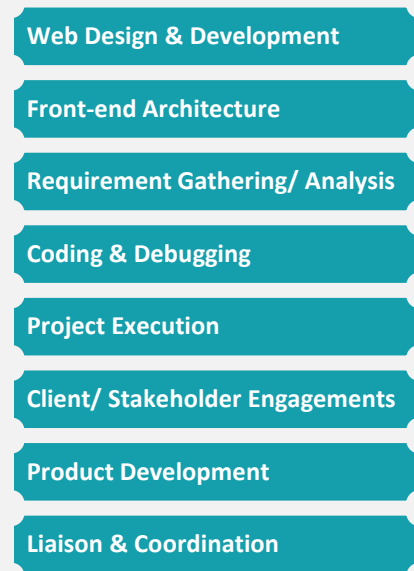 Web Design & Development
Front-end Architecture
Requirement Gathering/ Analysis
Coding & Debugging
Project Execution
Client/ Stakeholder Engagements
Product Development
Liaison & Coordination